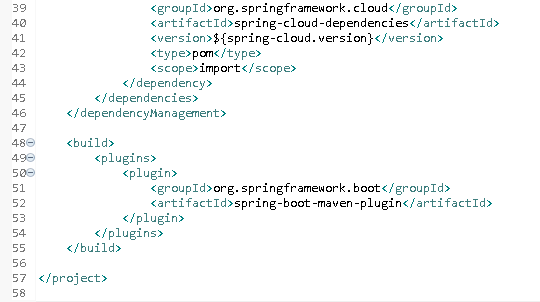 39 <groupId>org.springframework.cloud</groupId>
40 <artifactId>spring-cloud-dependencies</artifactId>
41 <version>${spring-cloud.version}</version>
42 <type>pom</type>
43 <scope>import</scope>
44 </dependency>
45 </dependencies>
46 </dependencyManagement>
47
48 <build>
49 <plugins>
50 <plugin>
51 <groupId>org.springframework.boot</groupId>
52 <artifactId>spring-boot-maven-plugin</artifactId>
53 </plugin>
54 </plugins>
55 </build>
56
57 </project>
58